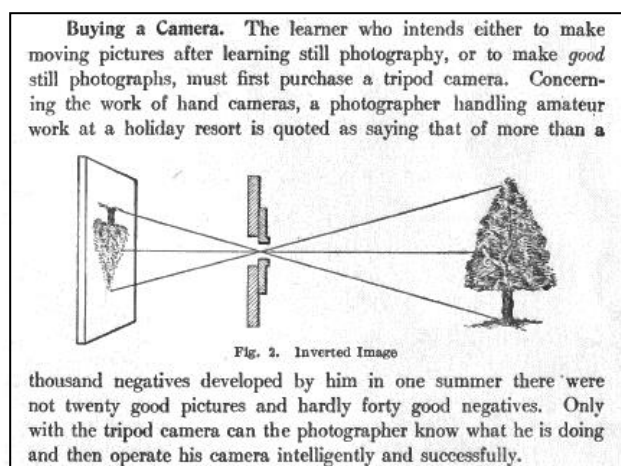 Buying a Camera. The learner who intends either to make
moving pictures after learning still photography, or to make good
still photographs, must first purchase a tripod camera. Concern-
ing the work of hand cameras, a photographer handling amateur
work at a holiday resort is quoted as saying that of more than a
Fig. 2. Inverted Image
thousand negatives developed by him in one summer there were
not twenty good pictures and hardly forty good negatives. Only
with the tripod camera can the photographer know what he is doing
and then operate his camera intelligently and successfully.